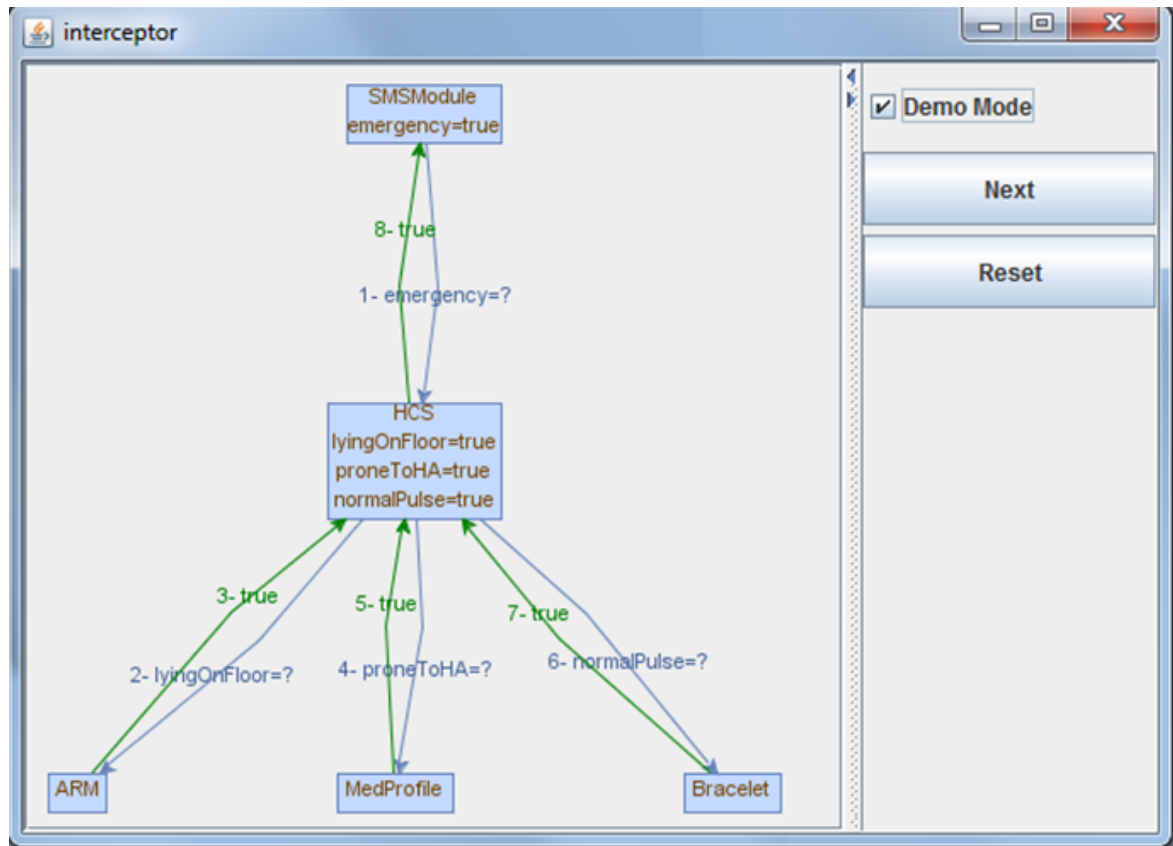 interceptor
SMSModule
emergency=true
8- true
1- emergency=?
HCS
lyingOnFloor=true
proneToHA=true
normalPulse=true
3- true
5- true
7- true
2- lyingOnFloor=?
4- proneToHA=?
6- normalPulse=?
ARM
MedProfile
Bracelet
Demo Mode
Next
Reset